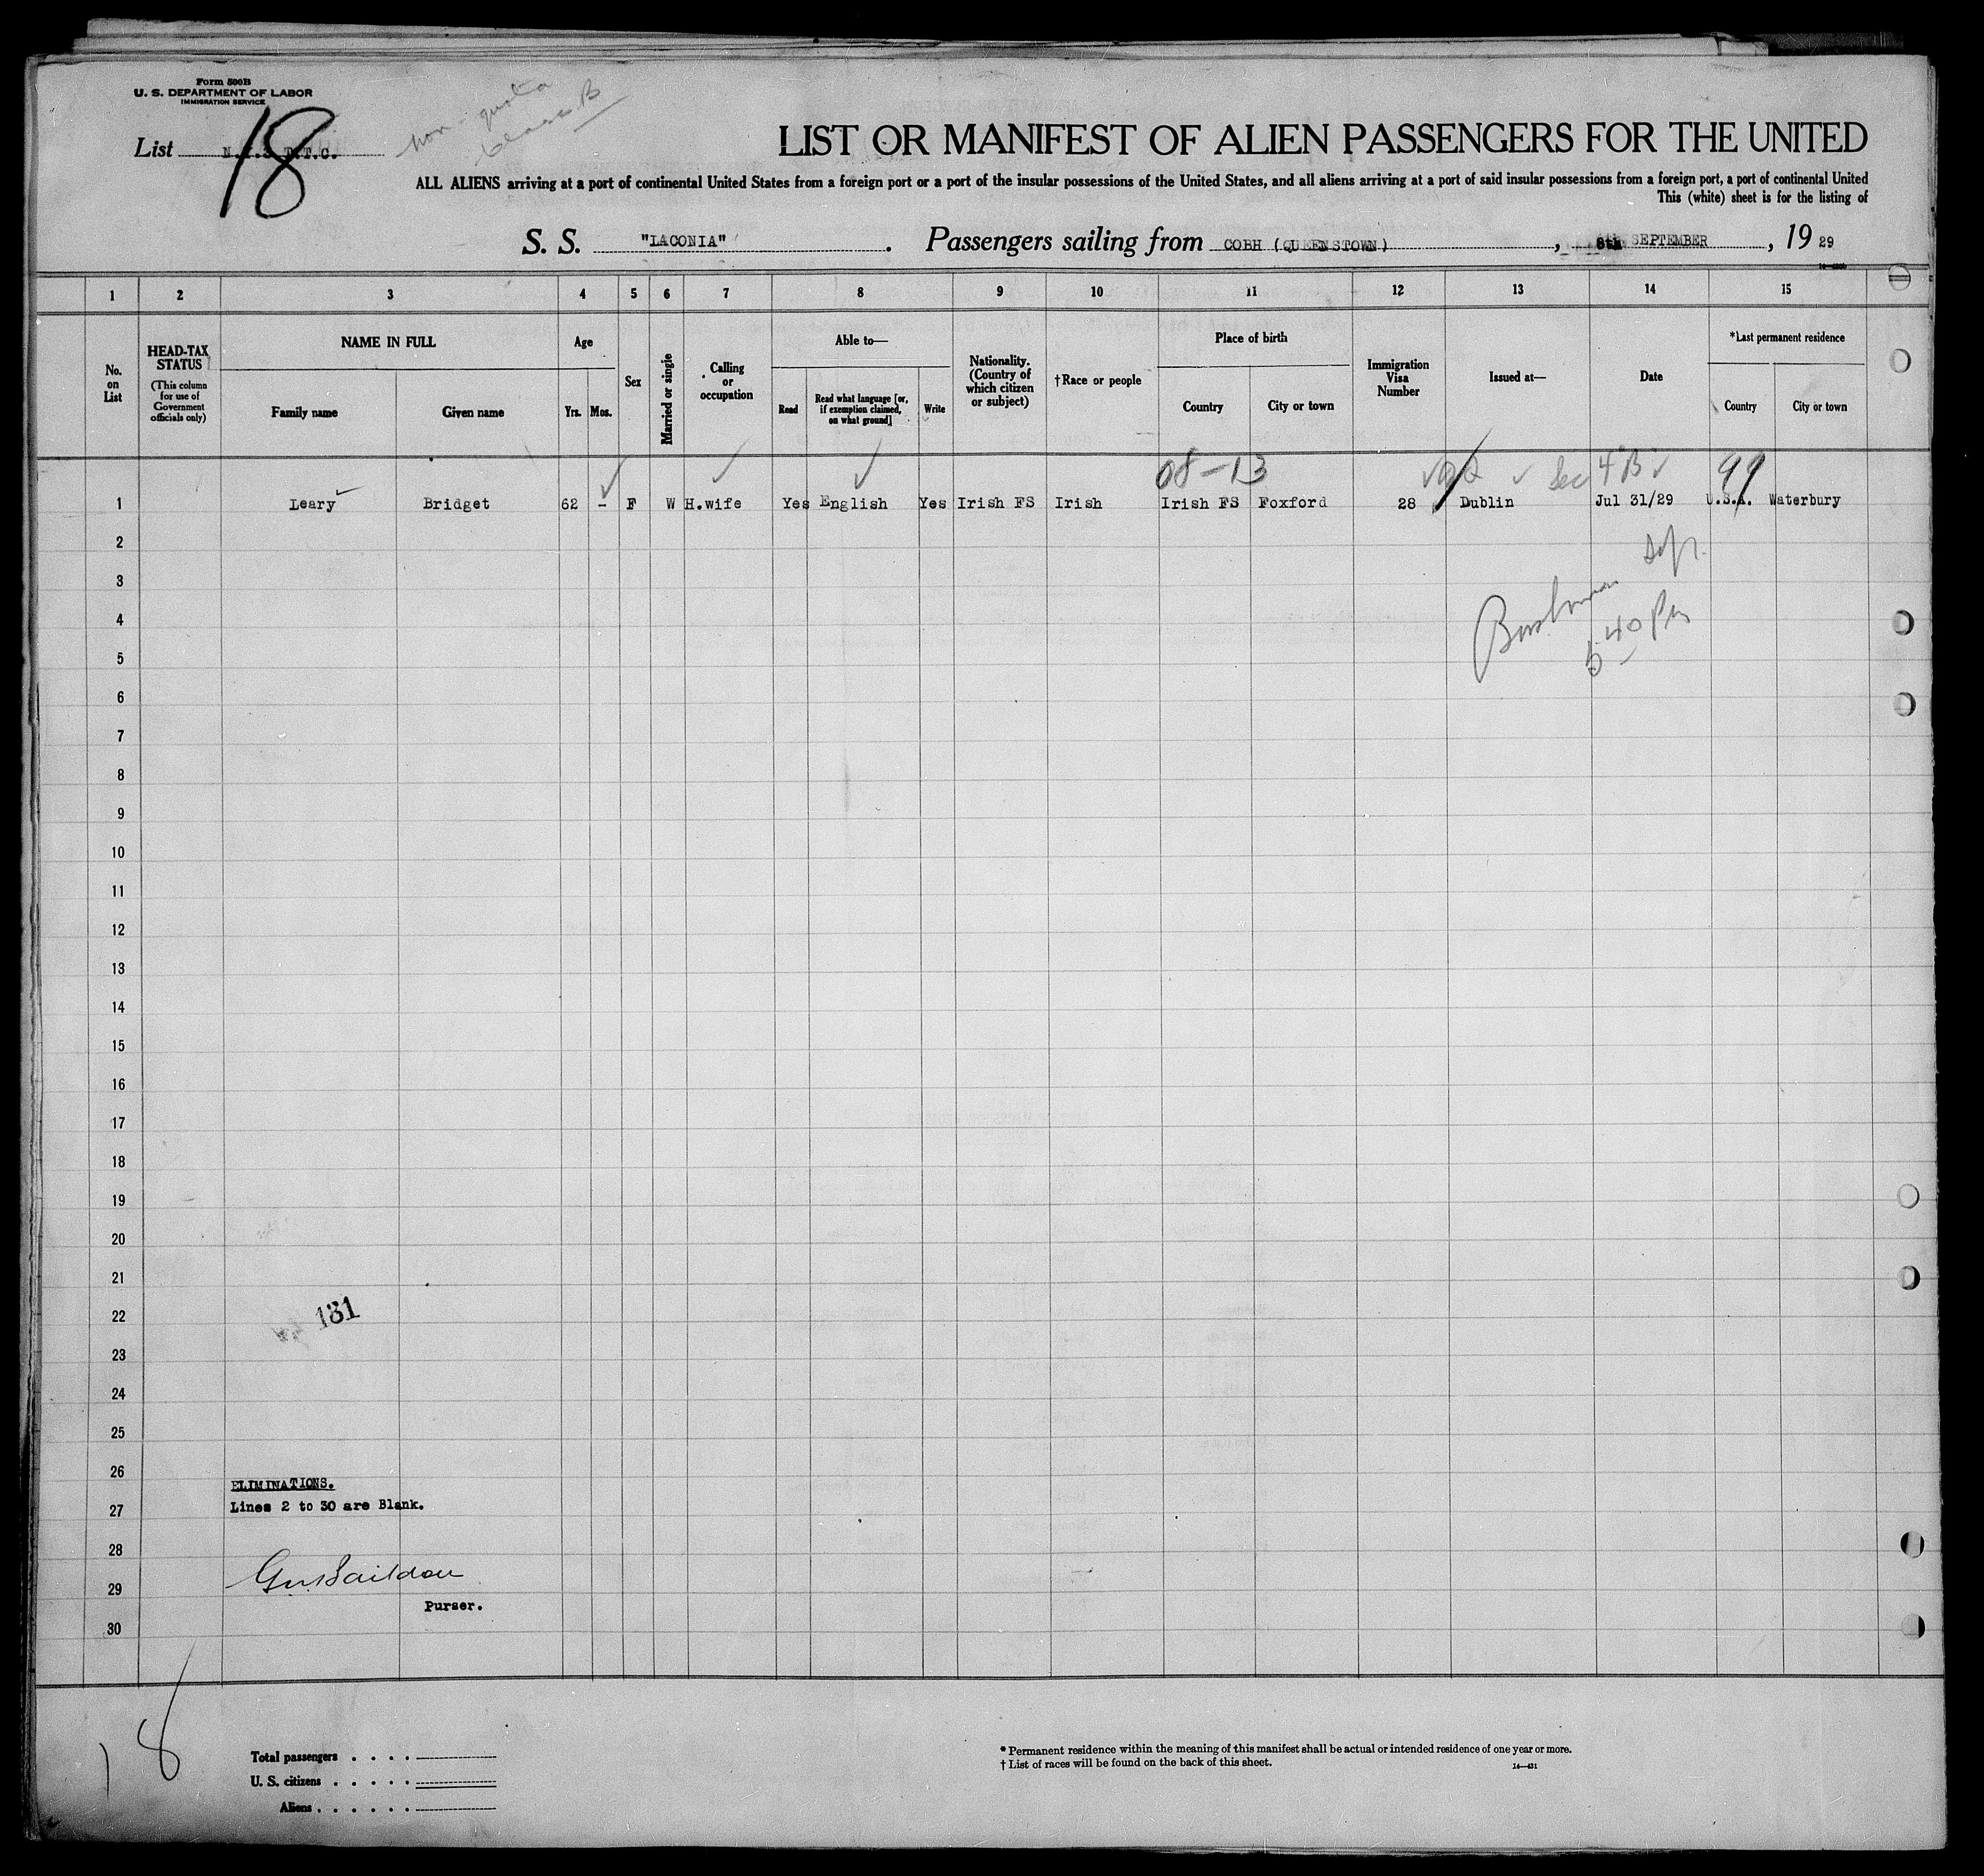 Form 500B
U. S. DEPARTMENT OF LABOR
IMMIGRATION SERVICE
non-quota
List T.T.C.
18
LIST OR MANIFEST OF ALIEN PASSENGERS FOR THE UNITED
ALL ALIENS arriving at a port of continental United States from a foreign port or a port of the insular possessions of the United States, and all aliens arriving at a port of said insular possessions from a foreign port, a port of continental United
This (white) sheet is for the listing of
S. S. "LACONIA". Passengers sailing from COBH (QUEENSTOWN), 8th SEPTEMBER, 19 29
1 2 3 4 5 6 7 8 9 10 11 12 13 14 15
No. on List
HEAD-TAX STATUS
(This column for use of Government officials only)
NAME IN FULL
Family name
Given name
Age
Yrs.
Mos.
Sex
Married or single
Calling or occupation
Able to—
Read
Read what language [or, if exemption claimed, on what ground]
Write
Nationality. (Country of which citizen or subject)
†Race or people
Place of birth
Country
City or town
Immigration Visa Number
Issued at—
Date
*Last permanent residence
Country
City or town
08-13 Sec 4 B 99
1 Leary Bridget 62 - F W H.wife Yes English Yes Irish FS Irish Irish FS Foxford 28 Dublin Jul 31/29 U.S.A. Waterbury
2
3
4
5 40 Pm
5
6
7
8
9
10
11
12
13
14
15
16
17
18
19
20
21
22
131
23
24
25
26
ELIMINATIONS.
27
Lines 2 to 30 are Blank.
28
29
Purser.
30
18
Total passengers . . . .
U. S. citizens . . . . .
Aliens . . . . . .
* Permanent residence within the meaning of this manifest shall be actual or intended residence of one year or more.
† List of races will be found on the back of this sheet.
14—431